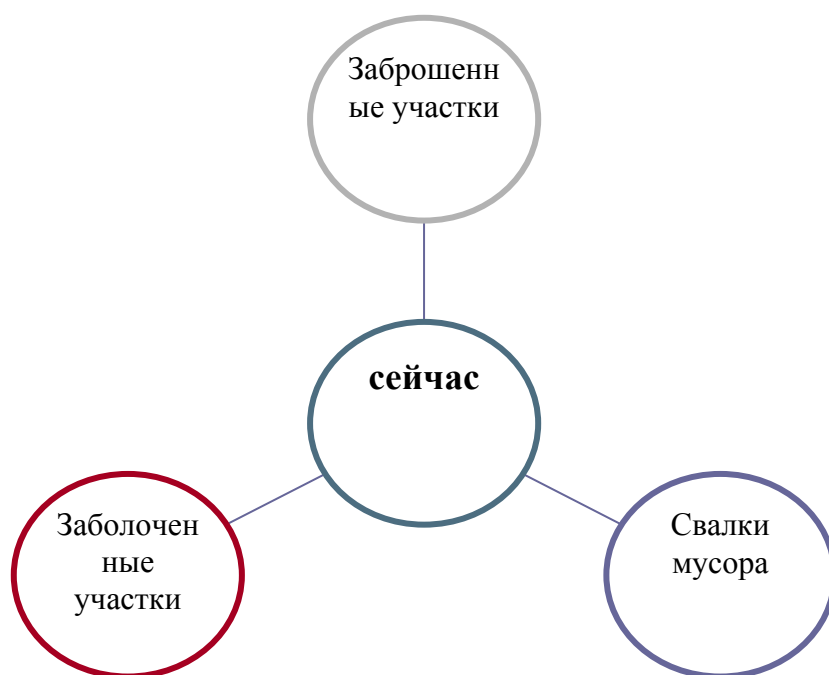 Заброшенн
ые участки
сейчас
Заболочен
ные
участки
Свалки
мусора